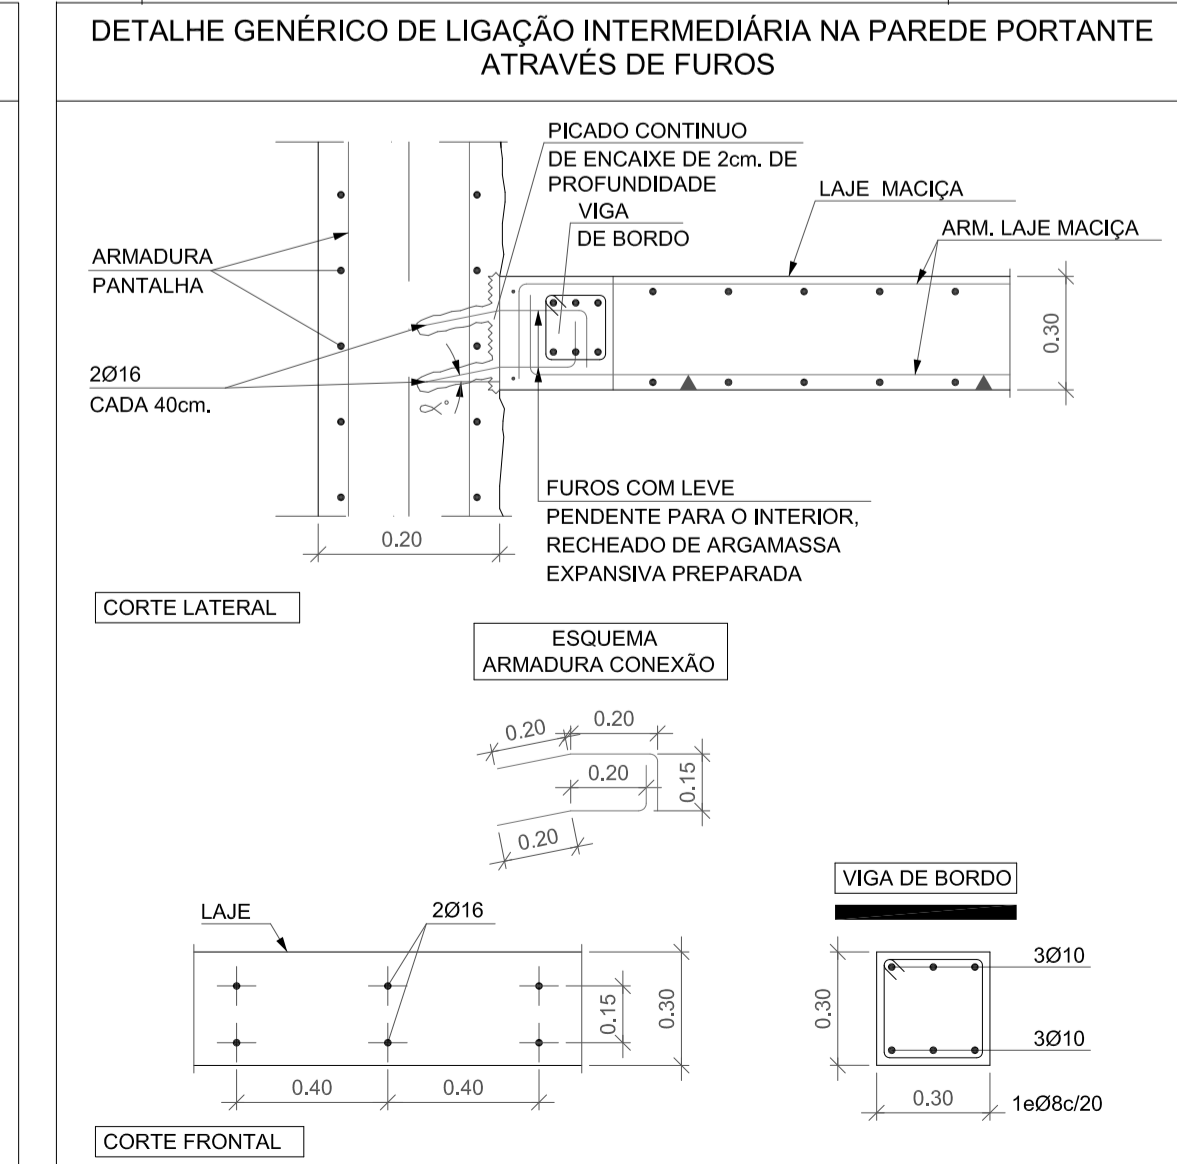 DETALHE GENÉRICO DE LIGAÇÃO INTERMEDIÁRIA NA PAREDE PORTANTE
ATRAVÉS DE FUROS
PICADO CONTINUO
DE ENCAIXE DE 2cm. DE
PROFUNDIDADE
VIGA
DE BORDO
LAJE MACIÇA
ARM. LAJE MACIÇA
ARMADURA
PANTALHA
0.30
2Ø16
CADA 40cm.
α°
FUROS COM LEVE
PENDENTE PARA O INTERIOR,
RECHEADO DE ARGAMASSA
EXPANSIVA PREPARADA
0.20
CORTE LATERAL
ESQUEMA
ARMADURA CONEXÃO
0.20
0.20
0.20
0.15
0.20
VIGA DE BORDO
LAJE
2Ø16
0.15
0.30
0.40
0.40
CORTE FRONTAL
3Ø10
0.30
3Ø10
0.30
1eØ8c/20